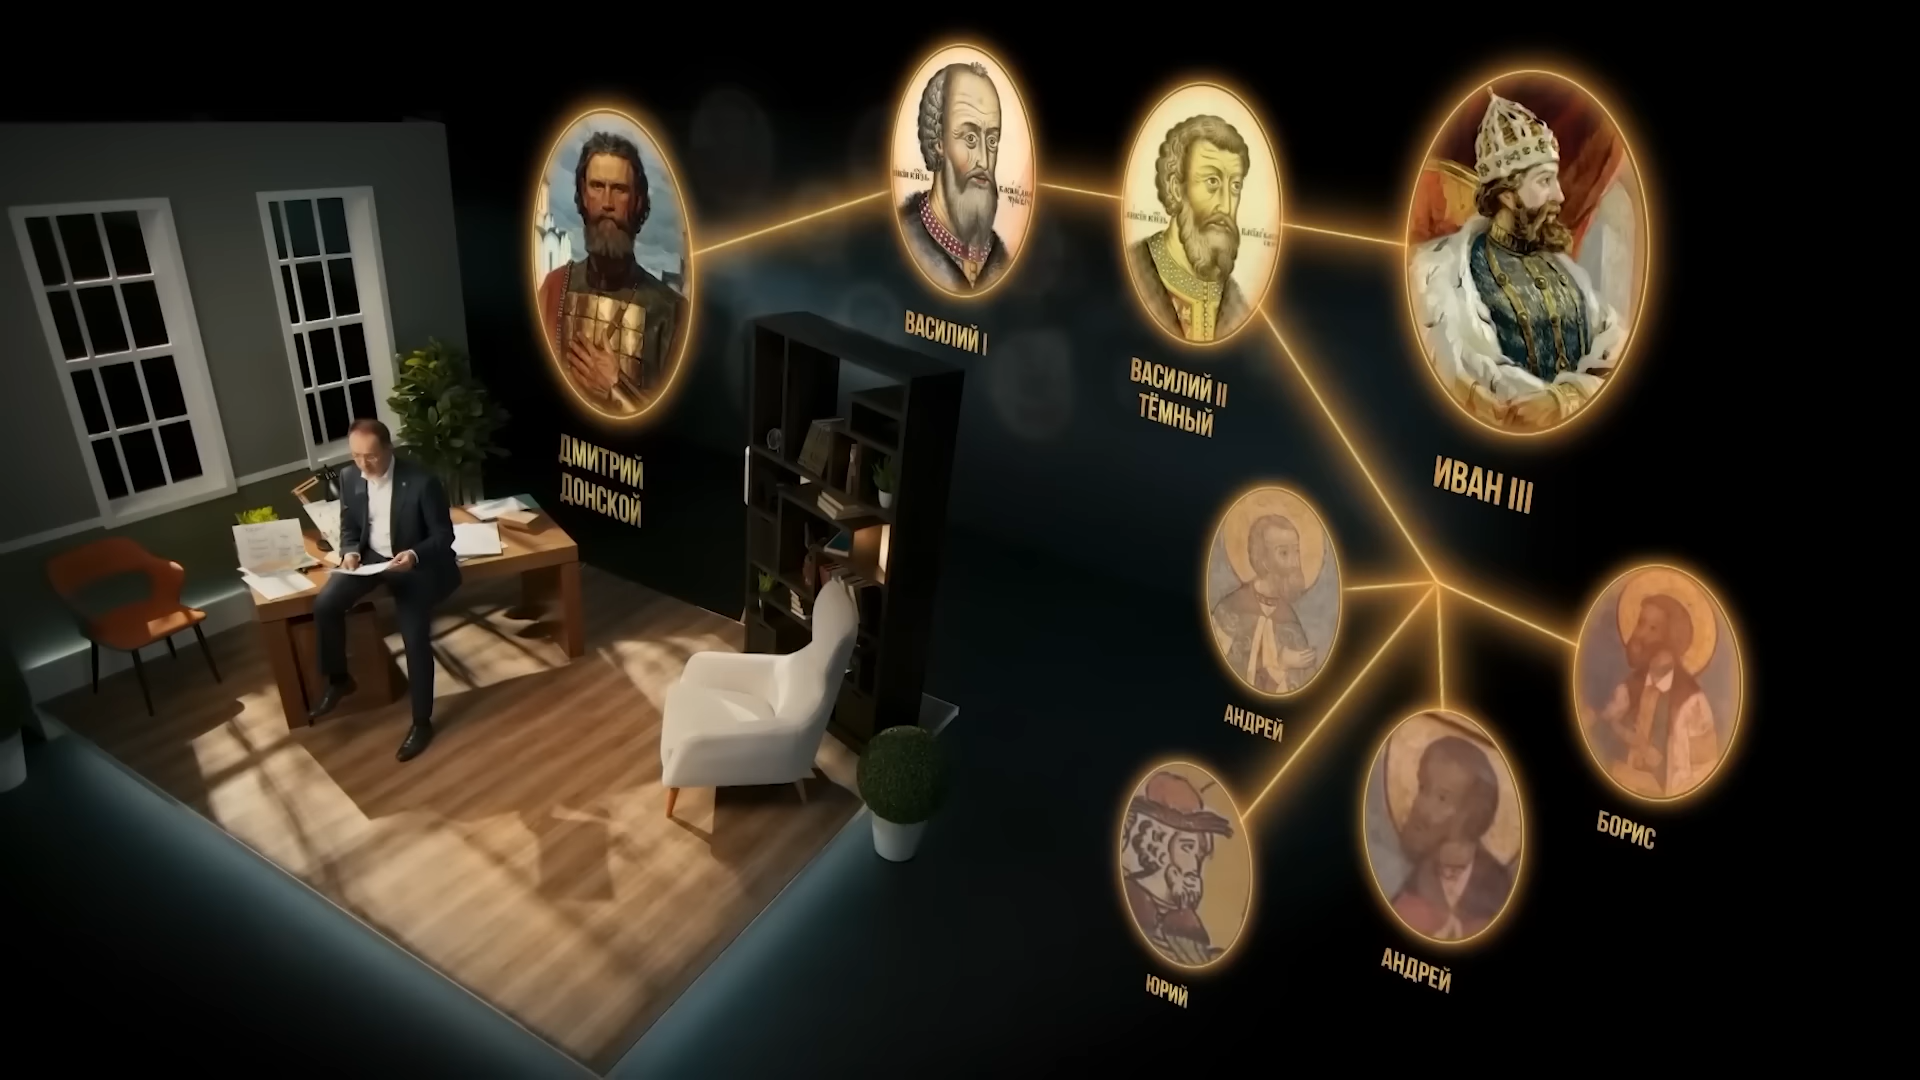 ДМИТРИЙ
ДОНСКОЙ
ВАСИЛИЙ I
ВАСИЛИЙ II
ТЁМНЫЙ
ИВАН III
АНДРЕЙ
БОРИС
ЮРИЙ
АНДРЕЙ